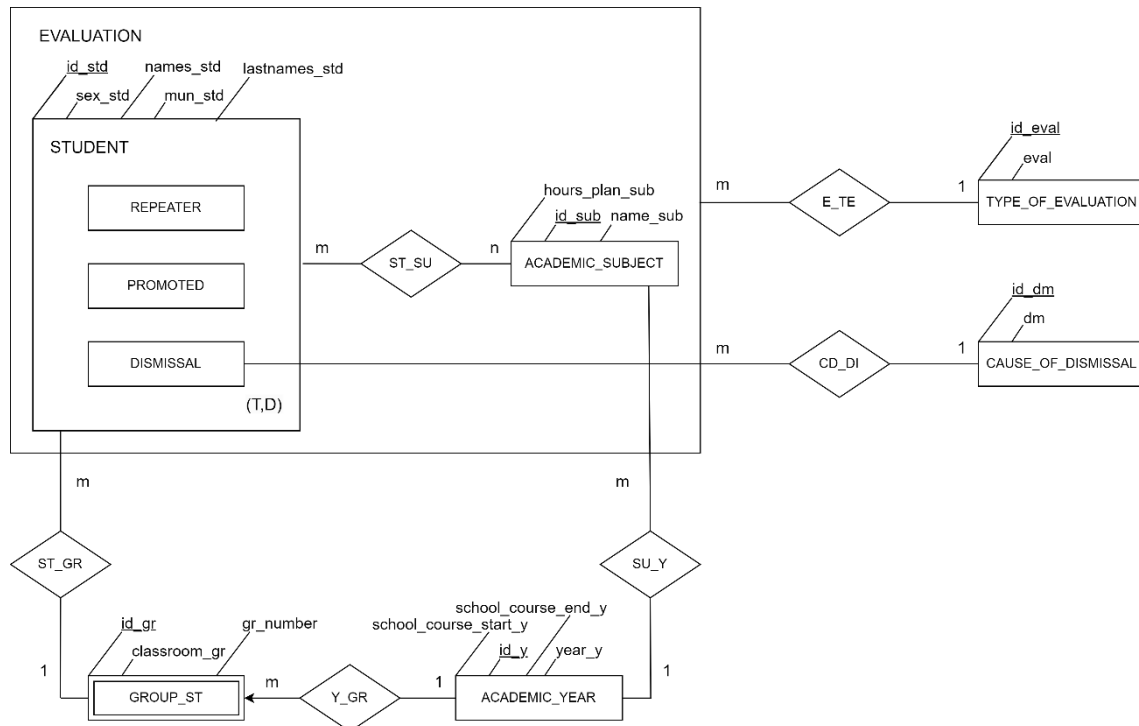 EVALUATION
id_std names_std lastnames_std
sex_std mun_std
STUDENT
REPEATER
PROMOTED
DISMISSAL
(T,D)
m
ST_SU
n
hours_plan_sub
id_sub name_sub
ACADEMIC_SUBJECT
m
E_TE
1
id_eval
eval
TYPE_OF_EVALUATION
m
CD_DI
1
id_dm
dm
CAUSE_OF_DISMISSAL
m
ST_GR
1
m
SU_Y
1
id_gr gr_number
classroom_gr
GROUP_ST
m
Y_GR
1
school_course_end_y
school_course_start_y
id_y year_y
ACADEMIC_YEAR